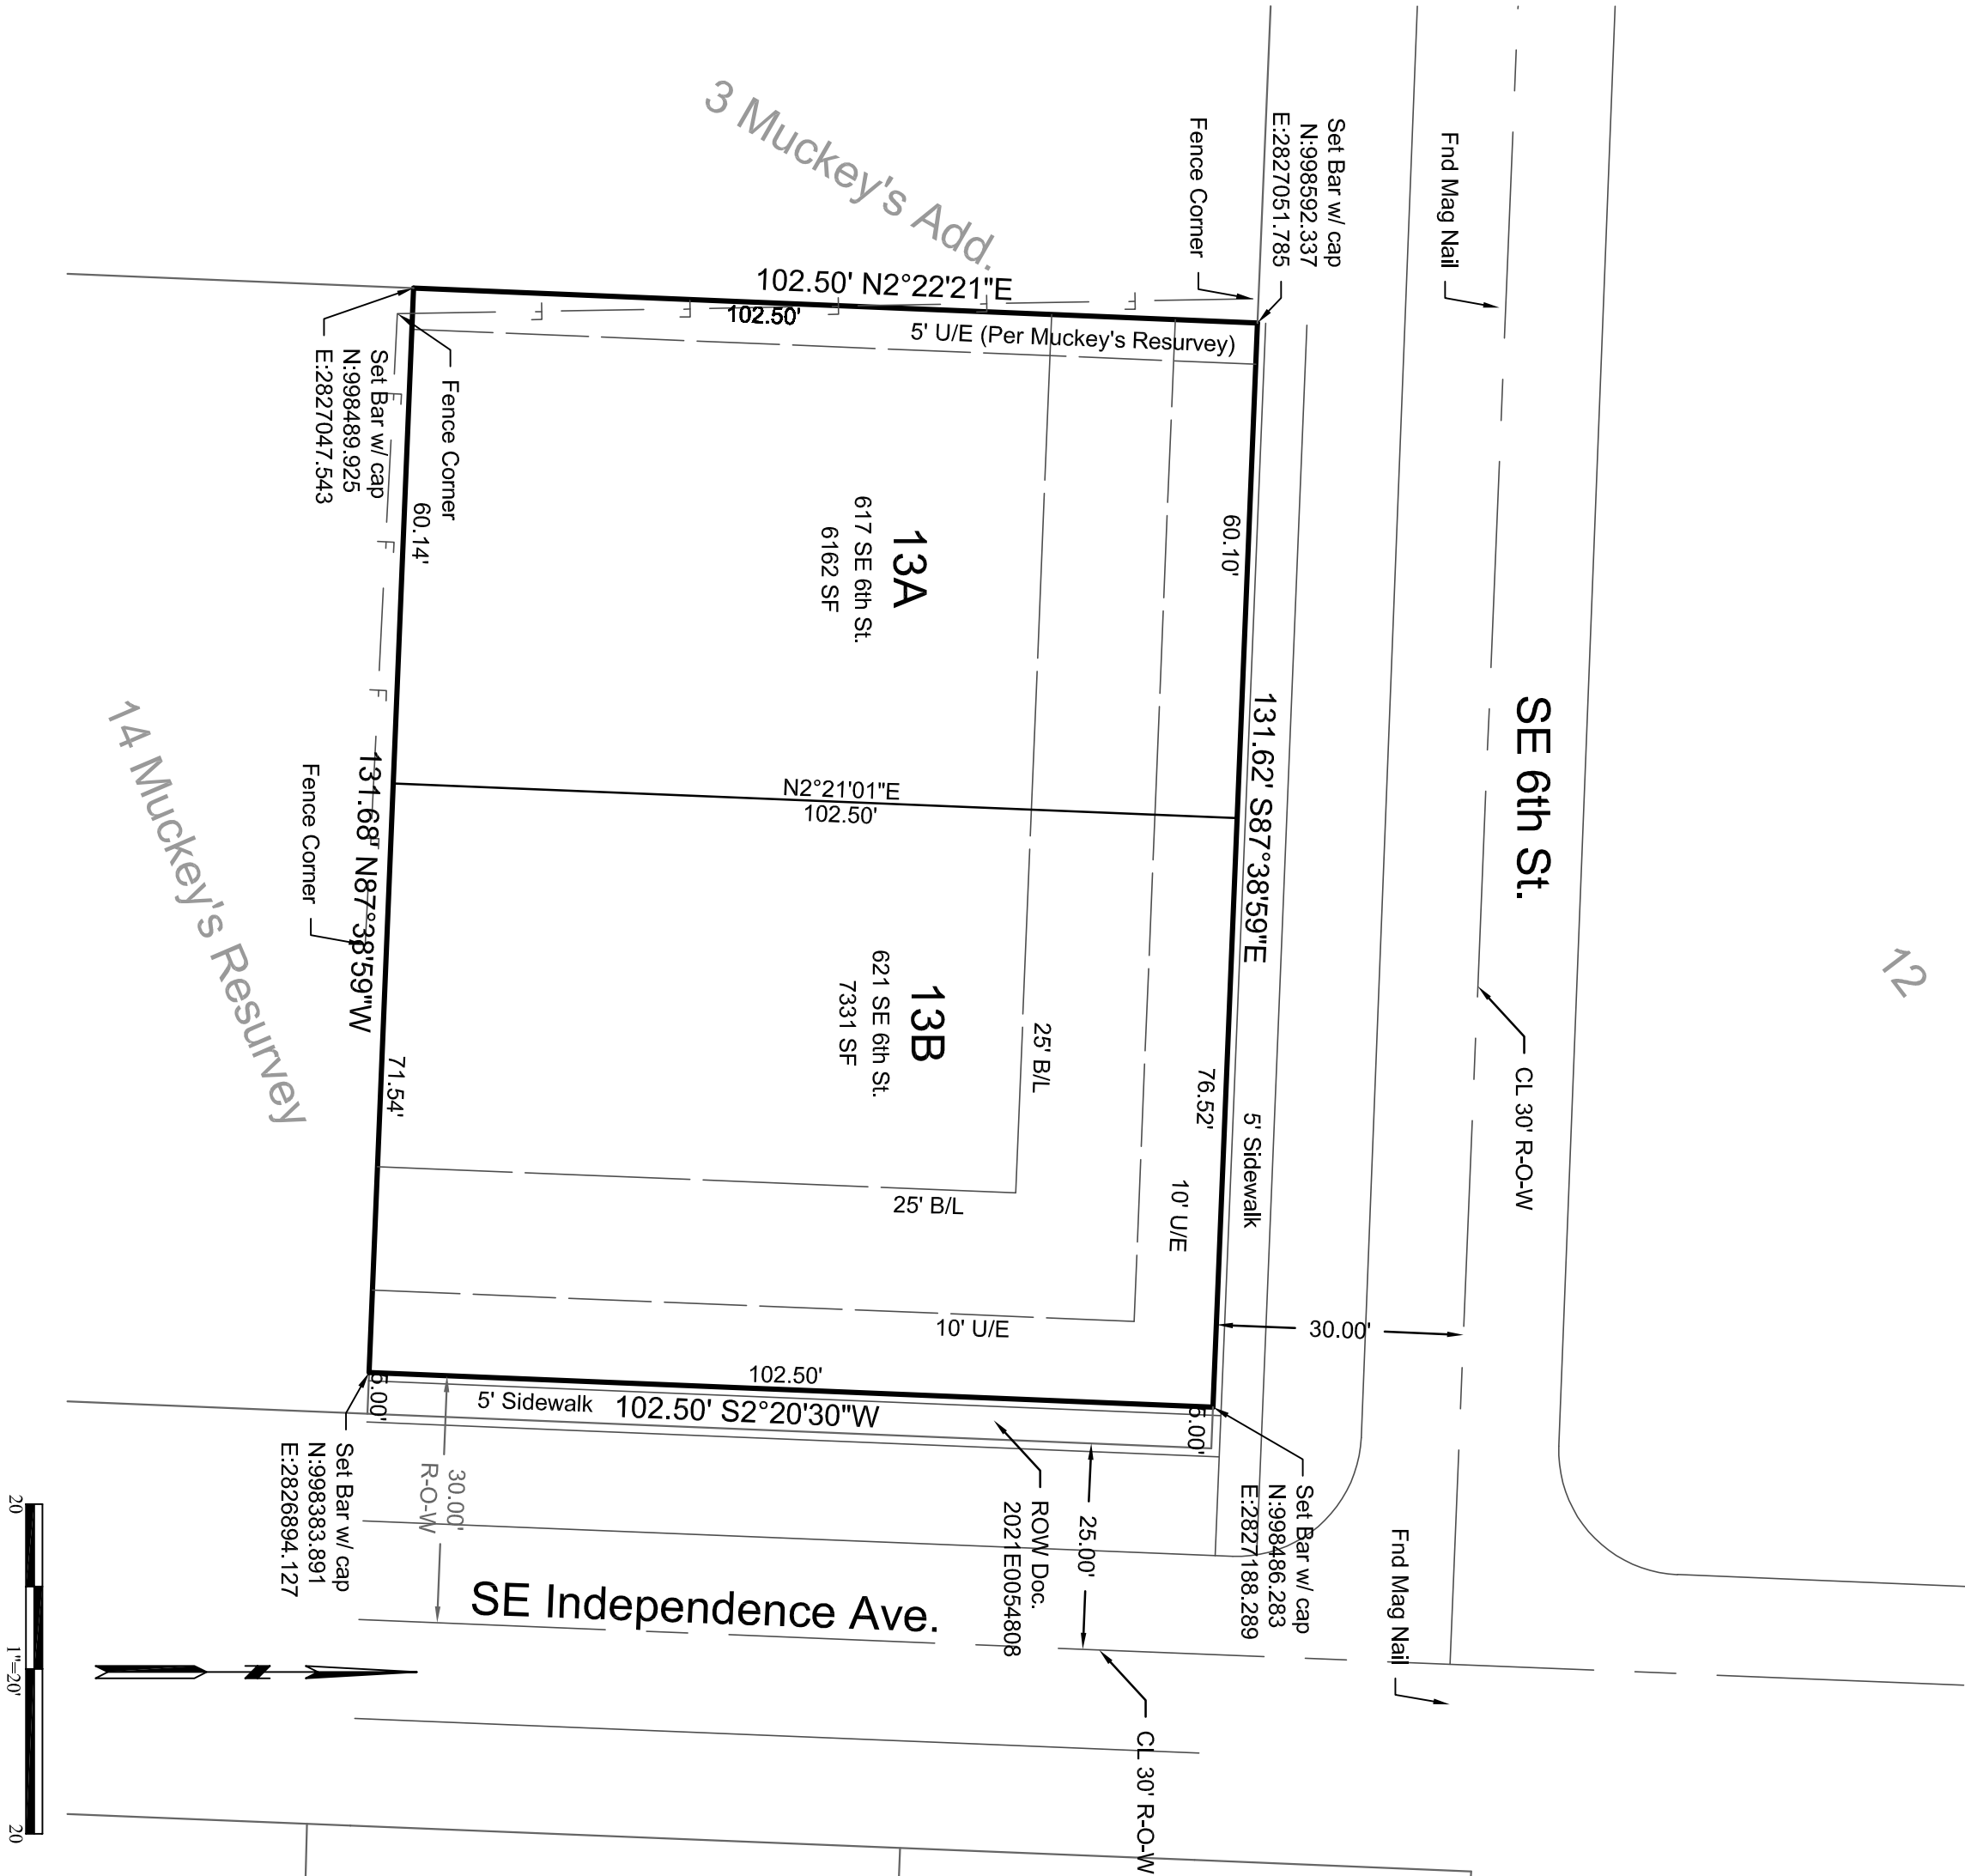 3 Muckey's Add.
Fence Corner
Set Bar w/ cap
N:998592.337
E:2827051.785
Fnd Mag Nail
102.50' N2°22'21"E
102.50'
5' U/E (Per Muckey's Resurvey)
Fence Corner
Set Bar w/ cap
N:998489.925
E:2827047.543
60.14'
60.10'
13A
617 SE 6th St.
6162 SF
131.62' S87°38'59"E
SE 6th St.
14 Muckey's Resurvey
Fence Corner
131.68' N87°38'59"W
N2°21'01"E
102.50'
12
13B
621 SE 6th St.
7331 SF
25' B/L
71.54'
76.52'
5' Sidewalk
10' U/E
CL 30' R-O-W
25' B/L
10' U/E
30.00'
102.50'
5' Sidewalk
102.50' S2°20'30"W
5.00'
5.00'
30.00'
R-O-W
Set Bar w/ cap
N:998383.891
E:2826894.127
ROW Doc.
2021E0054808
25.00'
Set Bar w/ cap
N:998486.283
E:2827188.289
Fnd Mag Nail
SE Independence Ave.
CL 30' R-O-W
N
20
1"=20'
20
F
F
F
F
F
F
F
F
F